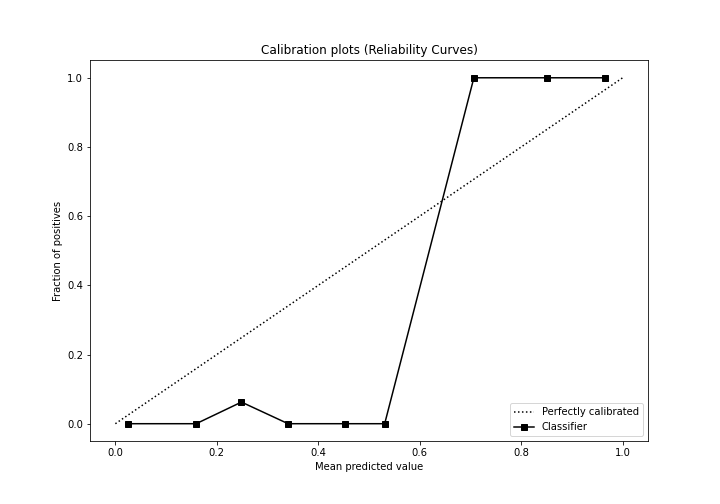 Calibration plots (Reliability Curves)
1.0
0.8
0.6
0.4
0.2
0.0
Fraction of positives
0.0 0.2 0.4 0.6 0.8 1.0
Mean predicted value
Perfectly calibrated
Classifier